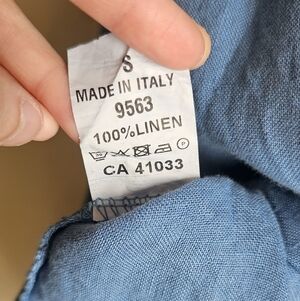 S
MADE IN ITALY
9563
100%LINEN
CA 41033